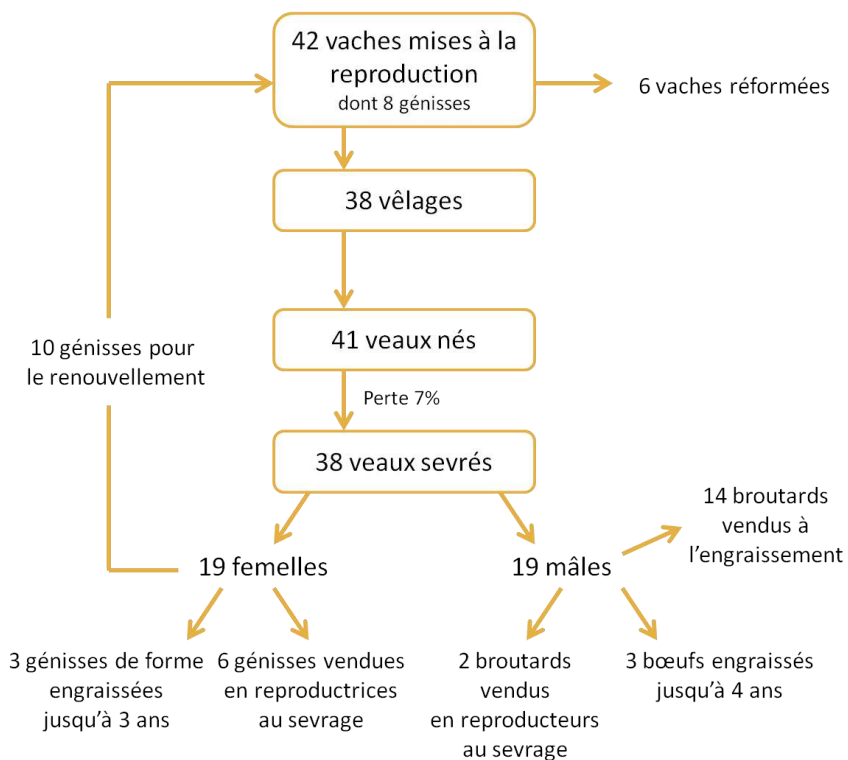 42 vaches mises à la
reproduction
dont 8 génisses
6 vaches réformées
38 vêlages
10 génisses pour
le renouvellement
41 veaux nés
Perte 7%
38 veaux sevrés
14 broutards
vendus à
l'engraissement
19 femelles
19 mâles
3 génisses de forme
engraissées
jusqu'à 3 ans
6 génisses vendues
en reproductrices
au sevrage
2 broutards
vendus
en reproducteurs
au sevrage
3 bœufs engraissés
jusqu'à 4 ans